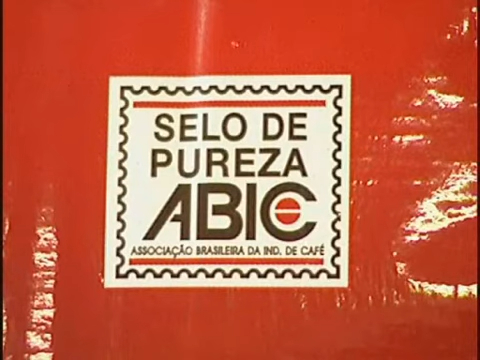 SELO DE
PUREZA
ABIC
ASSOCIAÇÃO BRASILEIRA DA IND. DE CAFÉ